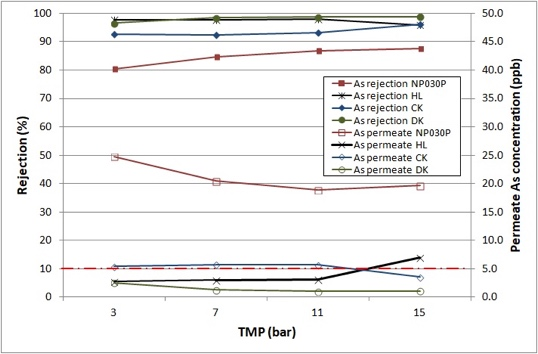 Rejection (%)
100
90
80
70
60
50
40
30
20
10
0
50.0
45.0
40.0
35.0
30.0
25.0
20.0
15.0
10.0
5.0
0.0
Permeate As concentration (ppb)
As rejection NP030P
As rejection HL
As rejection CK
As rejection DK
As permeate NP030P
As permeate HL
As permeate CK
As permeate DK
3
7
11
15
TMP (bar)